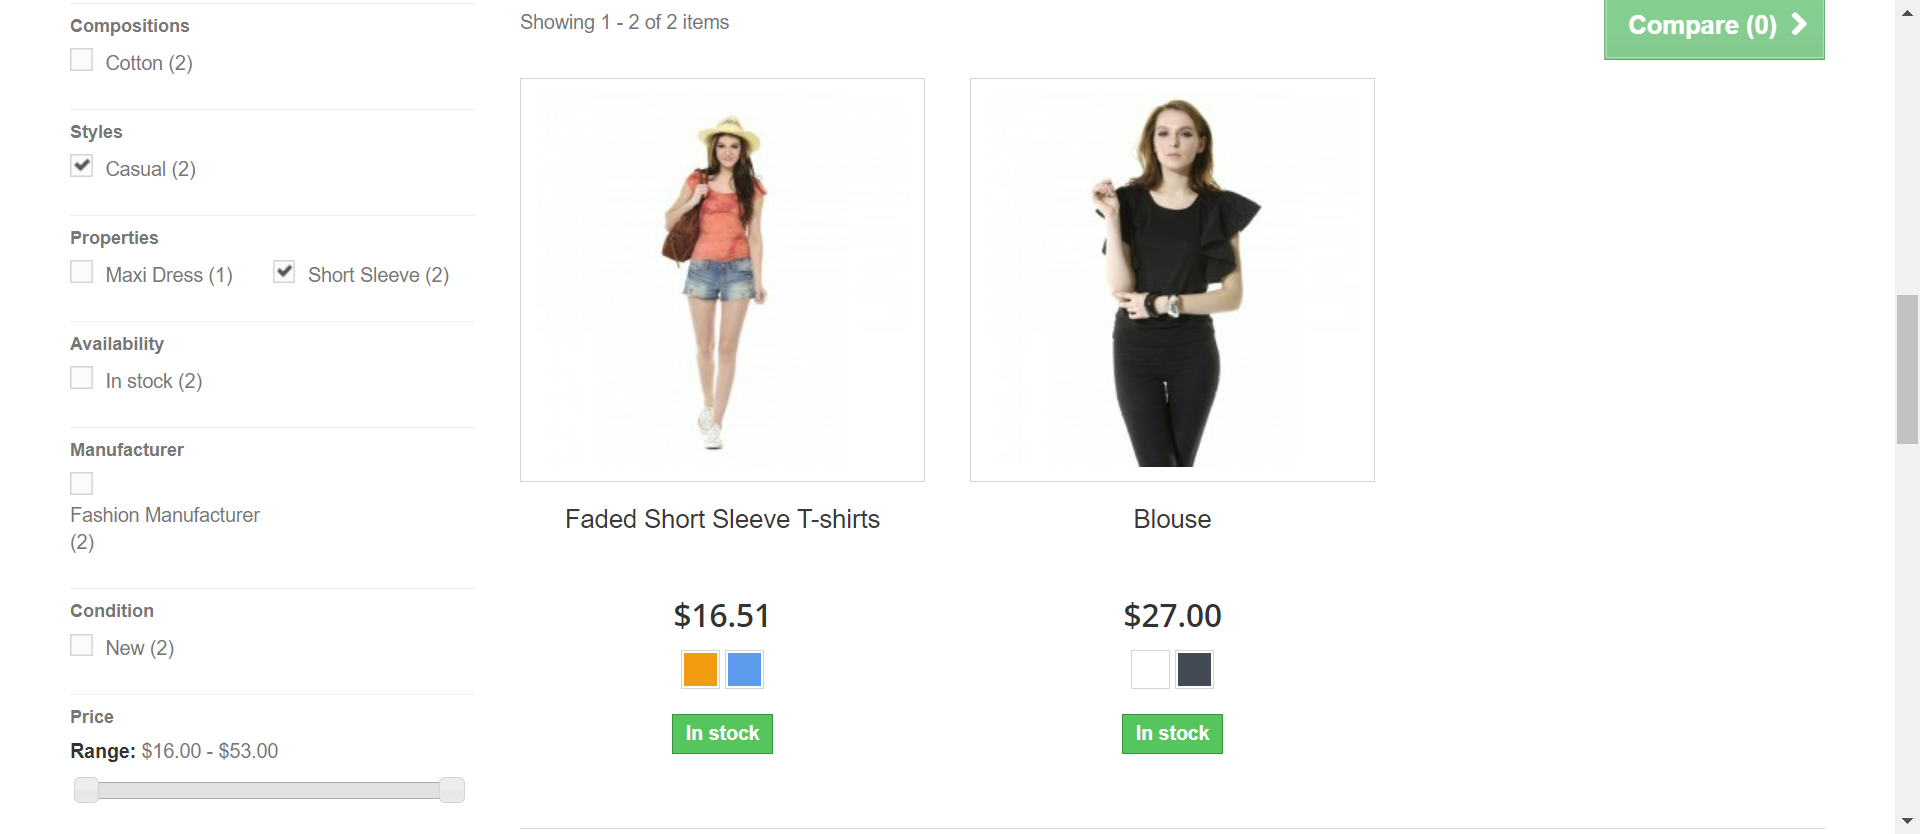 Compositions
Cotton (2)
Styles
Casual (2)
Properties
Maxi Dress (1)
Short Sleeve (2)
Availability
In stock (2)
Manufacturer
Fashion Manufacturer
(2)
Condition
New (2)
Price
Range: $16.00 - $53.00
Showing 1 - 2 of 2 items
Compare (0)
Faded Short Sleeve T-shirts
$16.51
In stock
Blouse
$27.00
In stock